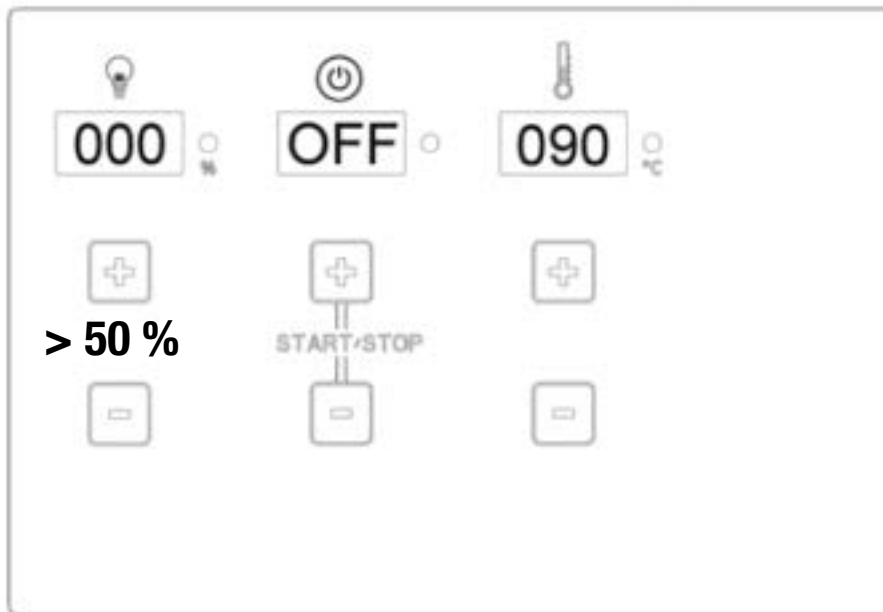 000 OFF 090
% °C
+ + +
> 50 % START/STOP
- - -